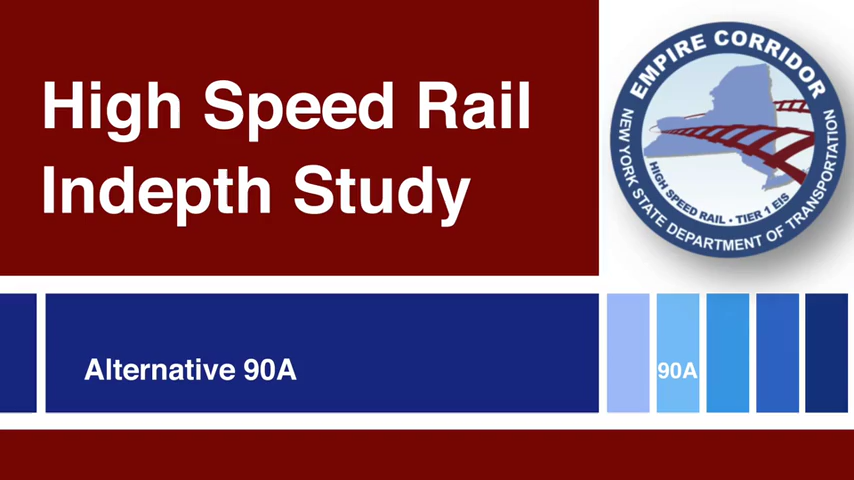 High Speed Rail
Indepth Study
EMPIRE CORRIDOR
NEW YORK STATE DEPARTMENT OF TRANSPORTATION
HIGH SPEED RAIL • TIER 1 EIS
Alternative 90A
90A